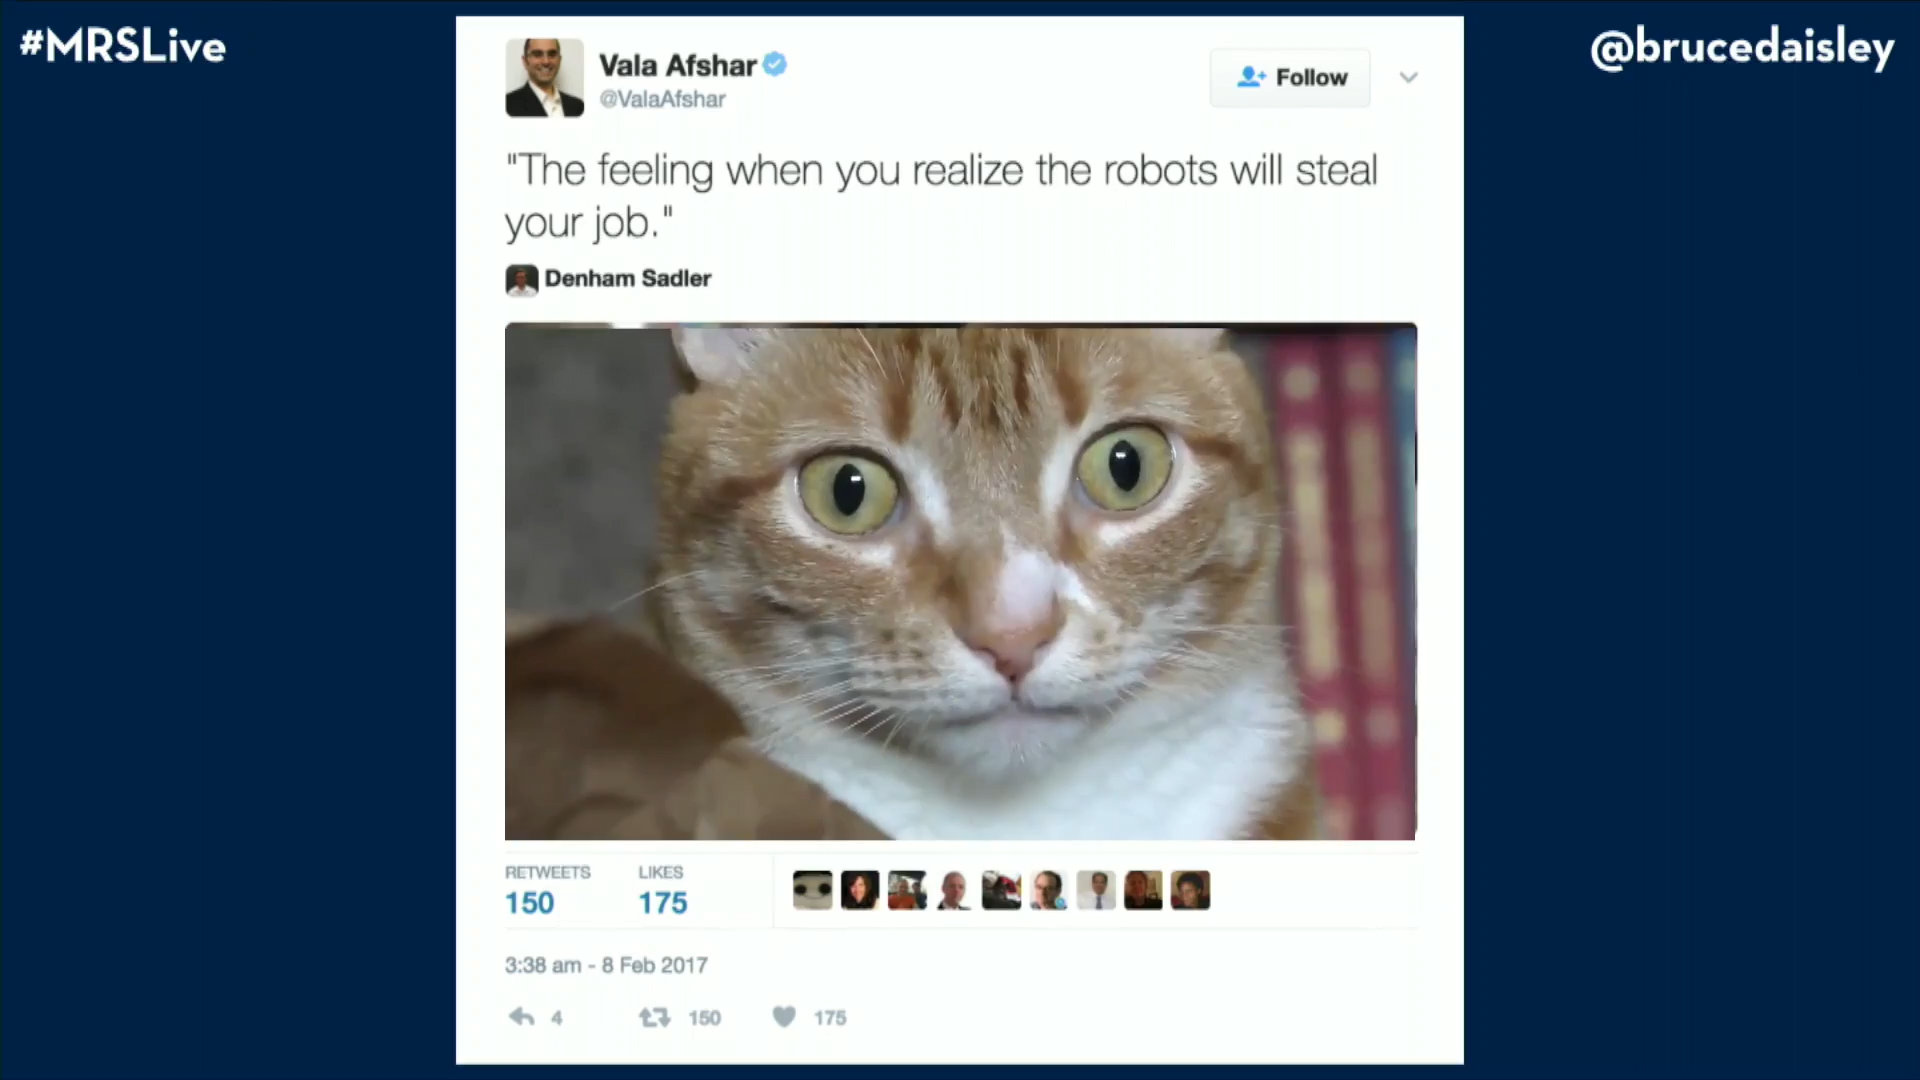 #MRSLive
@brucedaisley
Vala Afshar
@ValaAfshar
Follow
"The feeling when you realize the robots will steal
your job."
Denham Sadler
RETWEETS
LIKES
150
175
3:38 am - 8 Feb 2017
4
150
175